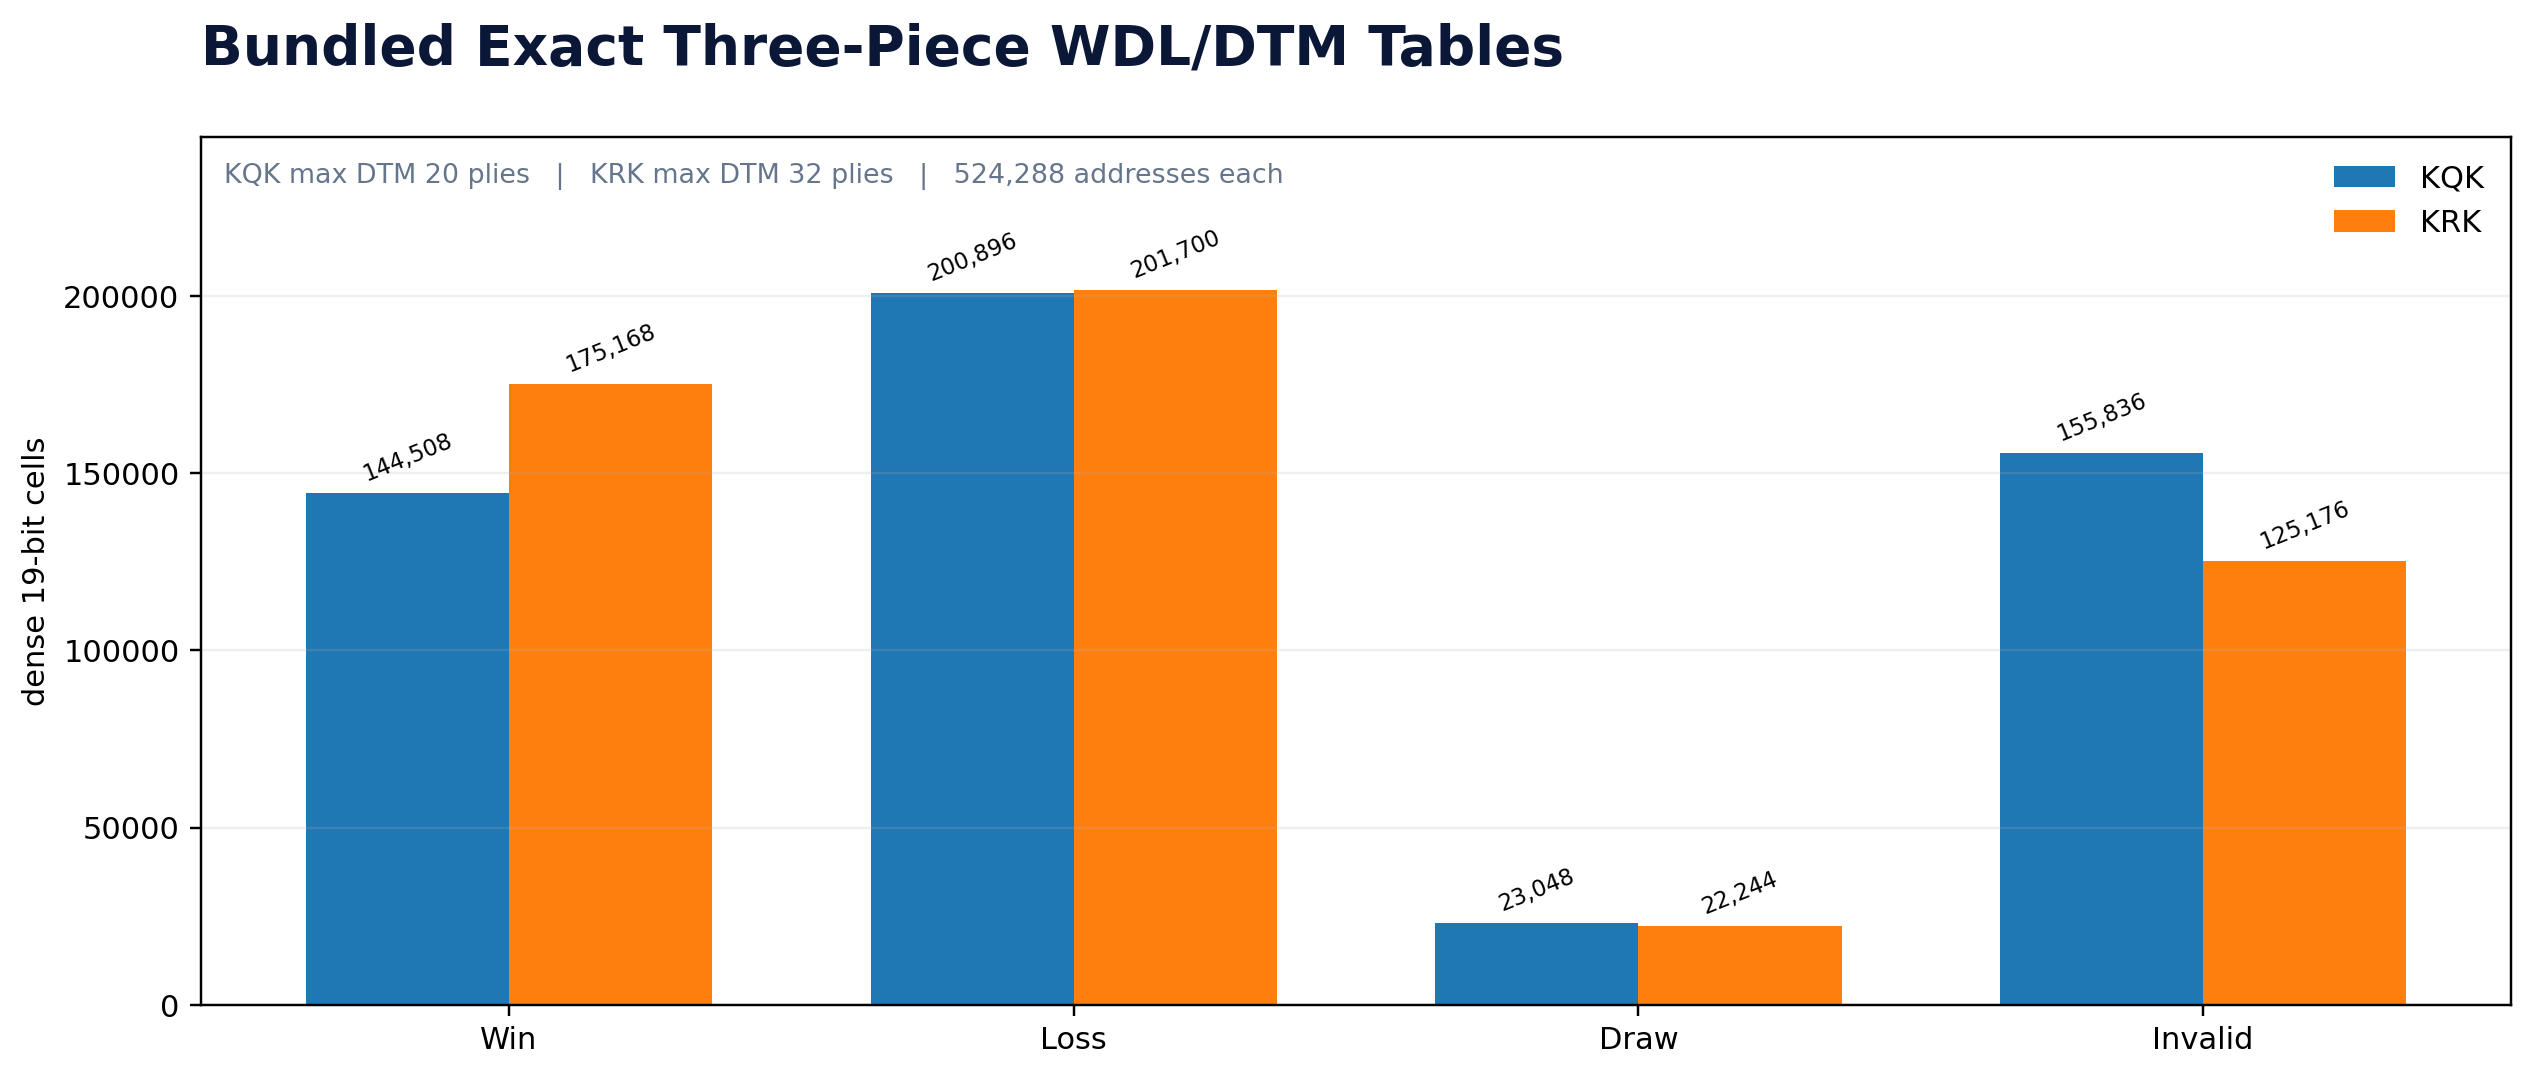 Bundled Exact Three-Piece WDL/DTM Tables
KQK max DTM 20 plies | KRK max DTM 32 plies | 524,288 addresses each
KQK
KRK
dense 19-bit cells
200000
150000
100000
50000
0
144,508
175,168
200,896
201,700
23,048
22,244
155,836
125,176
Win
Loss
Draw
Invalid